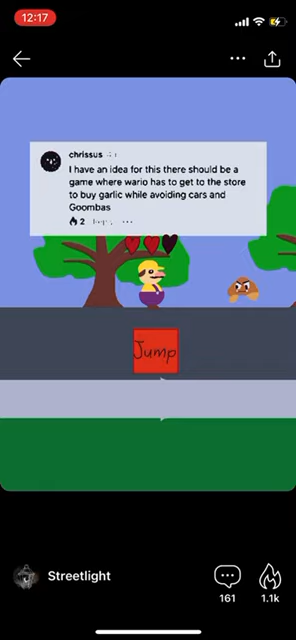 12:17
chrissus
I have an idea for this there should be a
game where wario has to get to the store
to buy garlic while avoiding cars and
Goombas
2
Jump
Streetlight
161
1.1k